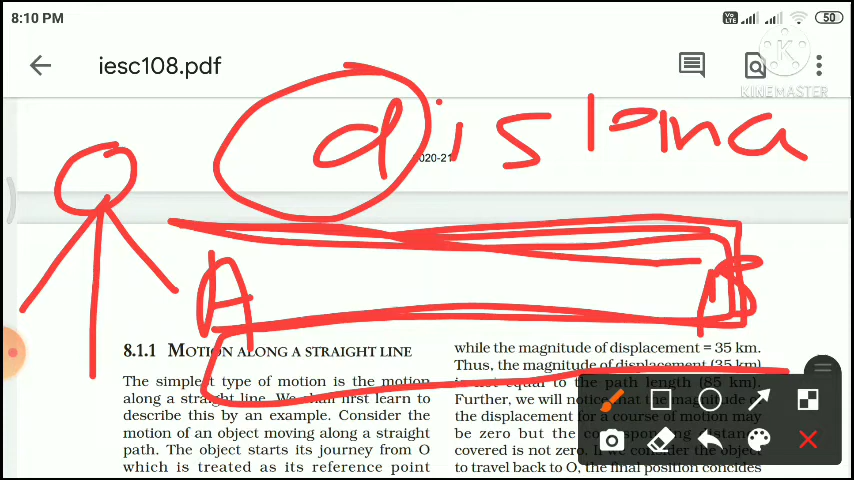 8:10 PM
Vo
LTE
50
iesc108.pdf
KINEMASTER
K
distana
2020-21
A
B
8.1.1 MOTION ALONG A STRAIGHT LINE
The simplest type of motion is the motion
along a straight line. We shall first learn to
describe this by an example. Consider the
motion of an object moving along a straight
path. The object starts its journey from O
which is treated as its reference point
while the magnitude of displacement = 35 km.
Thus, the magnitude of displacement (35 km)
is not equal to the path length (85 km).
Further, we will notice that the magnitude of
the displacement for a course of motion may
be zero but the corresponding distance
covered is not zero. If we consider the object
to travel back to O, the final position concides